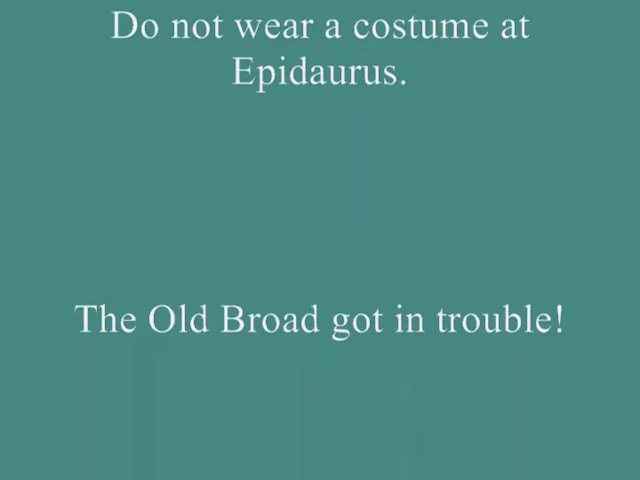 Do not wear a costume at
Epidaurus.
The Old Broad got in trouble!